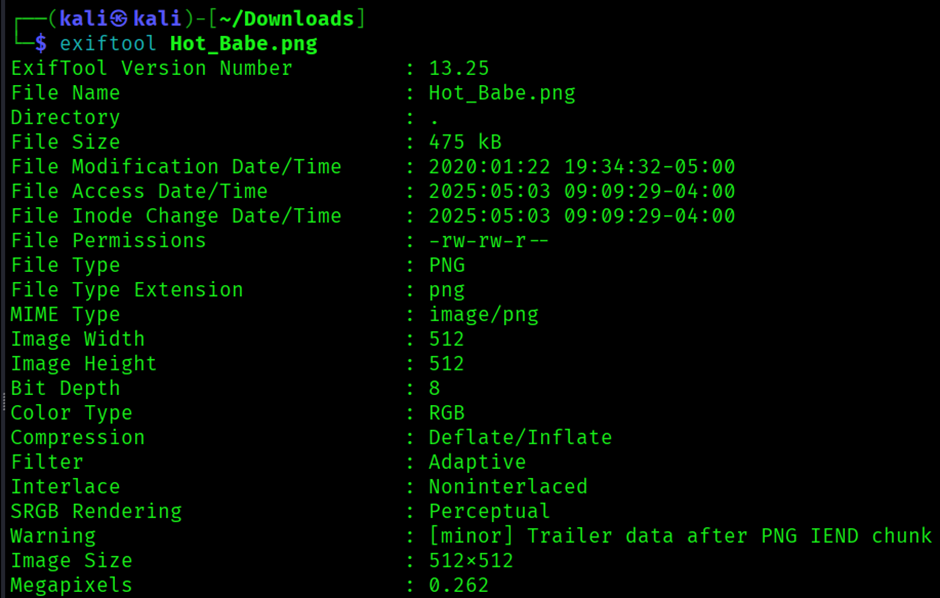 ┌──(kali㉿kali)-[~/Downloads]
└─$ exiftool Hot_Babe.png
ExifTool Version Number : 13.25
File Name : Hot_Babe.png
Directory : .
File Size : 475 kB
File Modification Date/Time : 2020:01:22 19:34:32-05:00
File Access Date/Time : 2025:05:03 09:09:29-04:00
File Inode Change Date/Time : 2025:05:03 09:09:29-04:00
File Permissions : -rw-rw-r--
File Type : PNG
File Type Extension : png
MIME Type : image/png
Image Width : 512
Image Height : 512
Bit Depth : 8
Color Type : RGB
Compression : Deflate/Inflate
Filter : Adaptive
Interlace : Noninterlaced
SRGB Rendering : Perceptual
Warning : [minor] Trailer data after PNG IEND chunk
Image Size : 512×512
Megapixels : 0.262